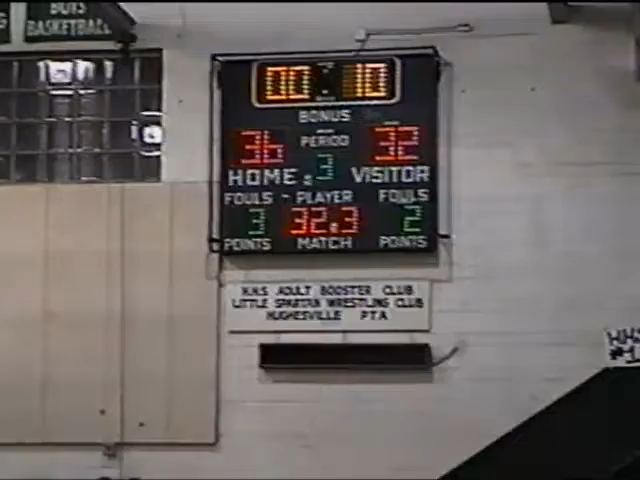 BOYS
BASKETBALL
00 10
BONUS
36 PERIOD 32
HOME 3 VISITOR
FOULS - PLAYER FOULS
3 32.3 2
POINTS MATCH POINTS
H.H.S ADULT BOOSTER CLUB
LITTLE SPARTAN WRESTLING CLUB
HUGHESVILLE PTA